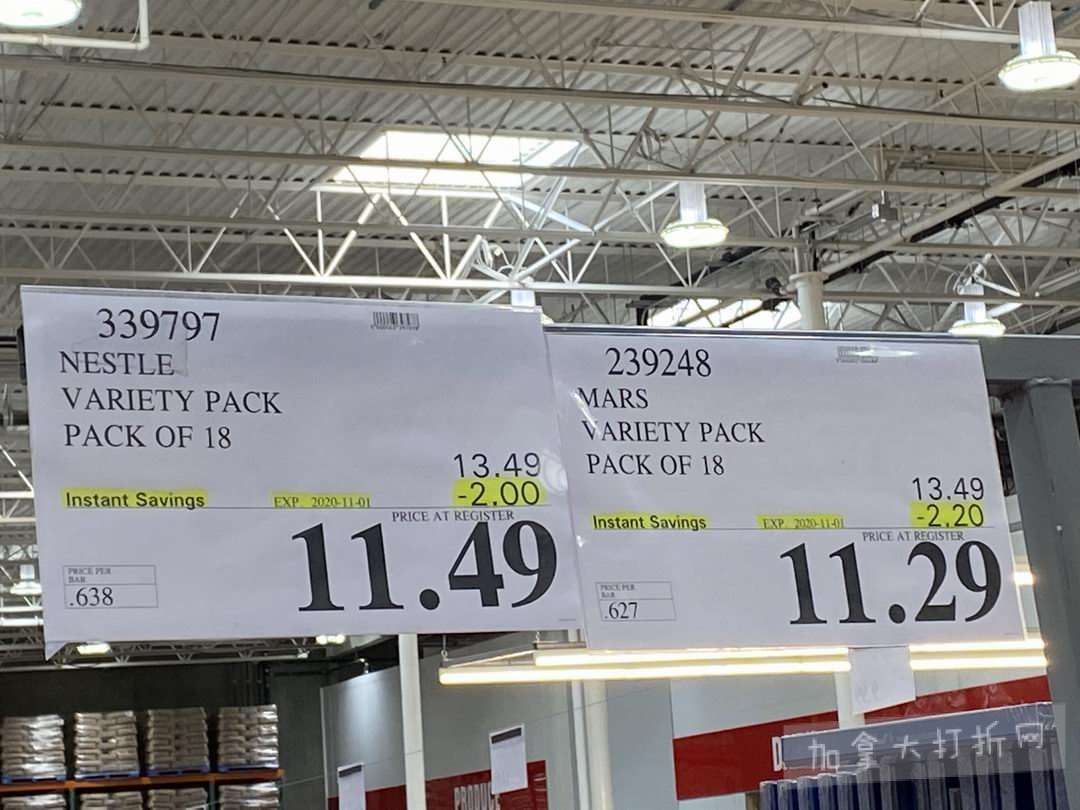 339797
NESTLE
VARIETY PACK
PACK OF 18
13.49
Instant Savings EXP. 2020-11-01 -2.00
PRICE AT REGISTER
11.49
PRICE PER
BAR
.638
239248
MARS
VARIETY PACK
PACK OF 18
13.49
Instant Savings EXP. 2020-11-01 -2.20
PRICE AT REGISTER
11.29
PRICE PER
BAR
.627
PRODUCE
加拿大打折网